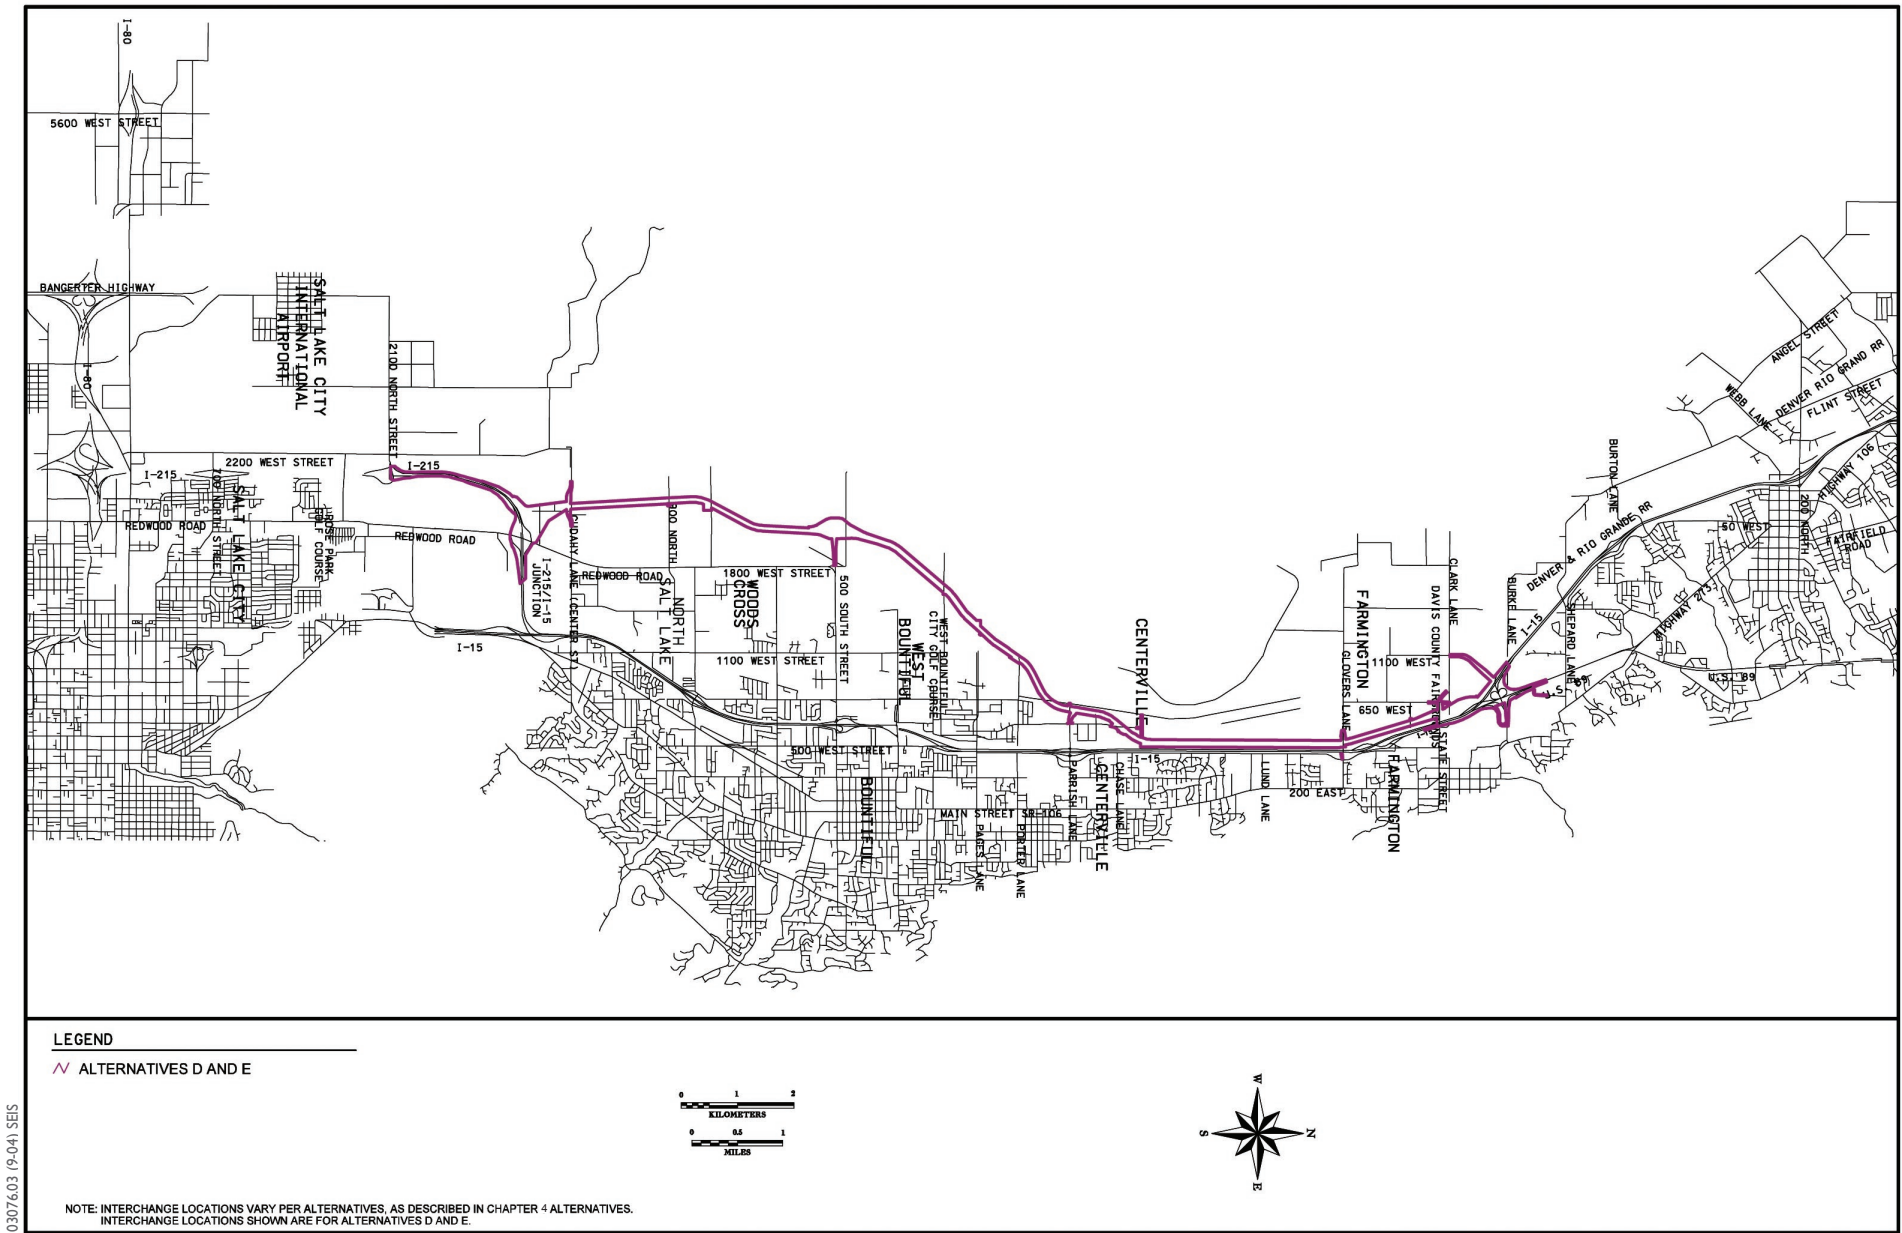 I-80
5600 WEST STREET
BANGERTER HIGHWAY
I-80
SALT LAKE CITY
INTERNATIONAL
AIRPORT
2100 NORTH STREET
I-215
2200 WEST STREET
I-215
700 NORTH STREET
SALT LAKE CITY
ROSE PARK
GOLF COURSE
REDWOOD ROAD
REDWOOD ROAD
REDWOOD ROAD
I-215/I-15
JUNCTION
CUDAHY LANE (CENTER ST)
I-15
900 NORTH
NORTH
SALT LAKE
1800 WEST STREET
WOODS
CROSS
1100 WEST STREET
500 SOUTH STREET
WEST
BOUNTIFUL
WEST BOUNTIFUL
CITY GOLF COURSE
500 WEST STREET
BOUNTIFUL
MAIN STREET SR-106
PAGES LANE
PORTER LANE
PARRISH LANE
CENTERVILLE
CENTERVILLE
CHASE LANE
I-15
LUND LANE
200 EAST
GLOVERS LANE
FARMINGTON
FARMINGTON
650 WEST
1100 WEST
CLARK LANE
DAVIS COUNTY FAIRGROUNDS
STATE STREET
I-15
BURKE LANE
I-15
DENVER & RIO GRANDE RR
SHEPARD LANE
U.S. 89
U.S. 89
HIGHWAY 273
BURTON LANE
50 WEST
200 NORTH
HIGHWAY 106
FAIRFIELD
ROAD
WEBB LANE
ANGEL STREET
DENVER RIO GRAND RR
FLINT STREET
LEGEND
ALTERNATIVES D AND E
0 1 2
KILOMETERS
0 0.5 1
MILES
W
S N
E
NOTE: INTERCHANGE LOCATIONS VARY PER ALTERNATIVES, AS DESCRIBED IN CHAPTER 4 ALTERNATIVES.
INTERCHANGE LOCATIONS SHOWN ARE FOR ALTERNATIVES D AND E.
03076.03 (9-04) SEIS